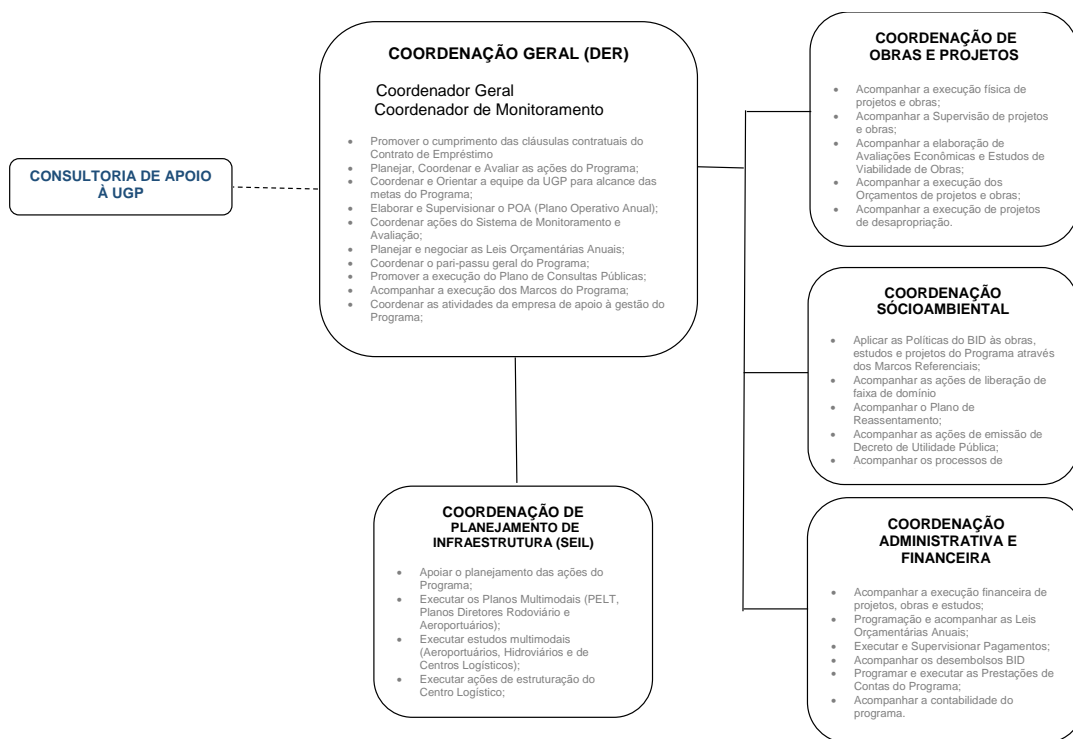 CONSULTORIA DE APOIO
À UGP
COORDENAÇÃO GERAL (DER)
Coordenador Geral
Coordenador de Monitoramento
• Promover o cumprimento das cláusulas contratuais do
Contrato de Empréstimo
• Planejar, Coordenar e Avaliar as ações do Programa;
• Coordenar e Orientar a equipe da UGP para alcance das
metas do Programa;
• Elaborar e Supervisionar o POA (Plano Operativo Anual);
• Coordenar ações do Sistema de Monitoramento e
Avaliação;
• Planejar e negociar as Leis Orçamentárias Anuais;
• Coordenar o pari-passu geral do Programa;
• Promover a execução do Plano de Consultas Públicas;
• Acompanhar a execução dos Marcos do Programa;
• Coordenar as atividades da empresa de apoio à gestão do
Programa;
COORDENAÇÃO DE
PLANEJAMENTO DE
INFRAESTRUTURA (SEIL)
• Apoiar o planejamento das ações do
Programa;
• Executar os Planos Multimodais (PELT,
Planos Diretores Rodoviário e
Aeroportuários);
• Executar estudos multimodais
(Aeroportuários, Hidroviários e de
Centros Logísticos);
• Executar ações de estruturação do
Centro Logístico;
COORDENAÇÃO DE
OBRAS E PROJETOS
• Acompanhar a execução física de
projetos e obras;
• Acompanhar a Supervisão de projetos
e obras;
• Acompanhar a elaboração de
Avaliações Econômicas e Estudos de
Viabilidade de Obras;
• Acompanhar a execução dos
Orçamentos de projetos e obras;
• Acompanhar a execução de projetos
de desapropriação.
COORDENAÇÃO
SÓCIOAMBIENTAL
• Aplicar as Políticas do BID às obras,
estudos e projetos do Programa através
dos Marcos Referenciais;
• Acompanhar as ações de liberação de
faixa de domínio
• Acompanhar o Plano de
Reassentamento;
• Acompanhar as ações de emissão de
Decreto de Utilidade Pública;
• Acompanhar os processos de
COORDENAÇÃO
ADMINISTRATIVA E
FINANCEIRA
• Acompanhar a execução financeira de
projetos, obras e estudos;
• Programação e acompanhar as Leis
Orçamentárias Anuais;
• Executar e Supervisionar Pagamentos;
• Acompanhar os desembolsos BID
• Programar e executar as Prestações de
Contas do Programa;
• Acompanhar a contabilidade do
programa.